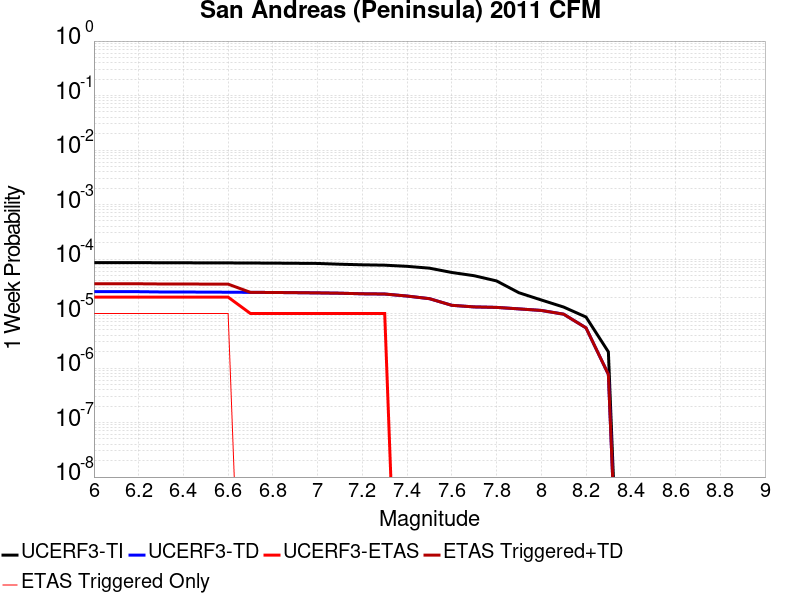 San Andreas (Peninsula) 2011 CFM
1 Week Probability
10^0
10^-1
10^-2
10^-3
10^-4
10^-5
10^-6
10^-7
10^-8
6 6.2 6.4 6.6 6.8 7 7.2 7.4 7.6 7.8 8 8.2 8.4 8.6 8.8 9
Magnitude
UCERF3-TI UCERF3-TD UCERF3-ETAS ETAS Triggered+TD
ETAS Triggered Only